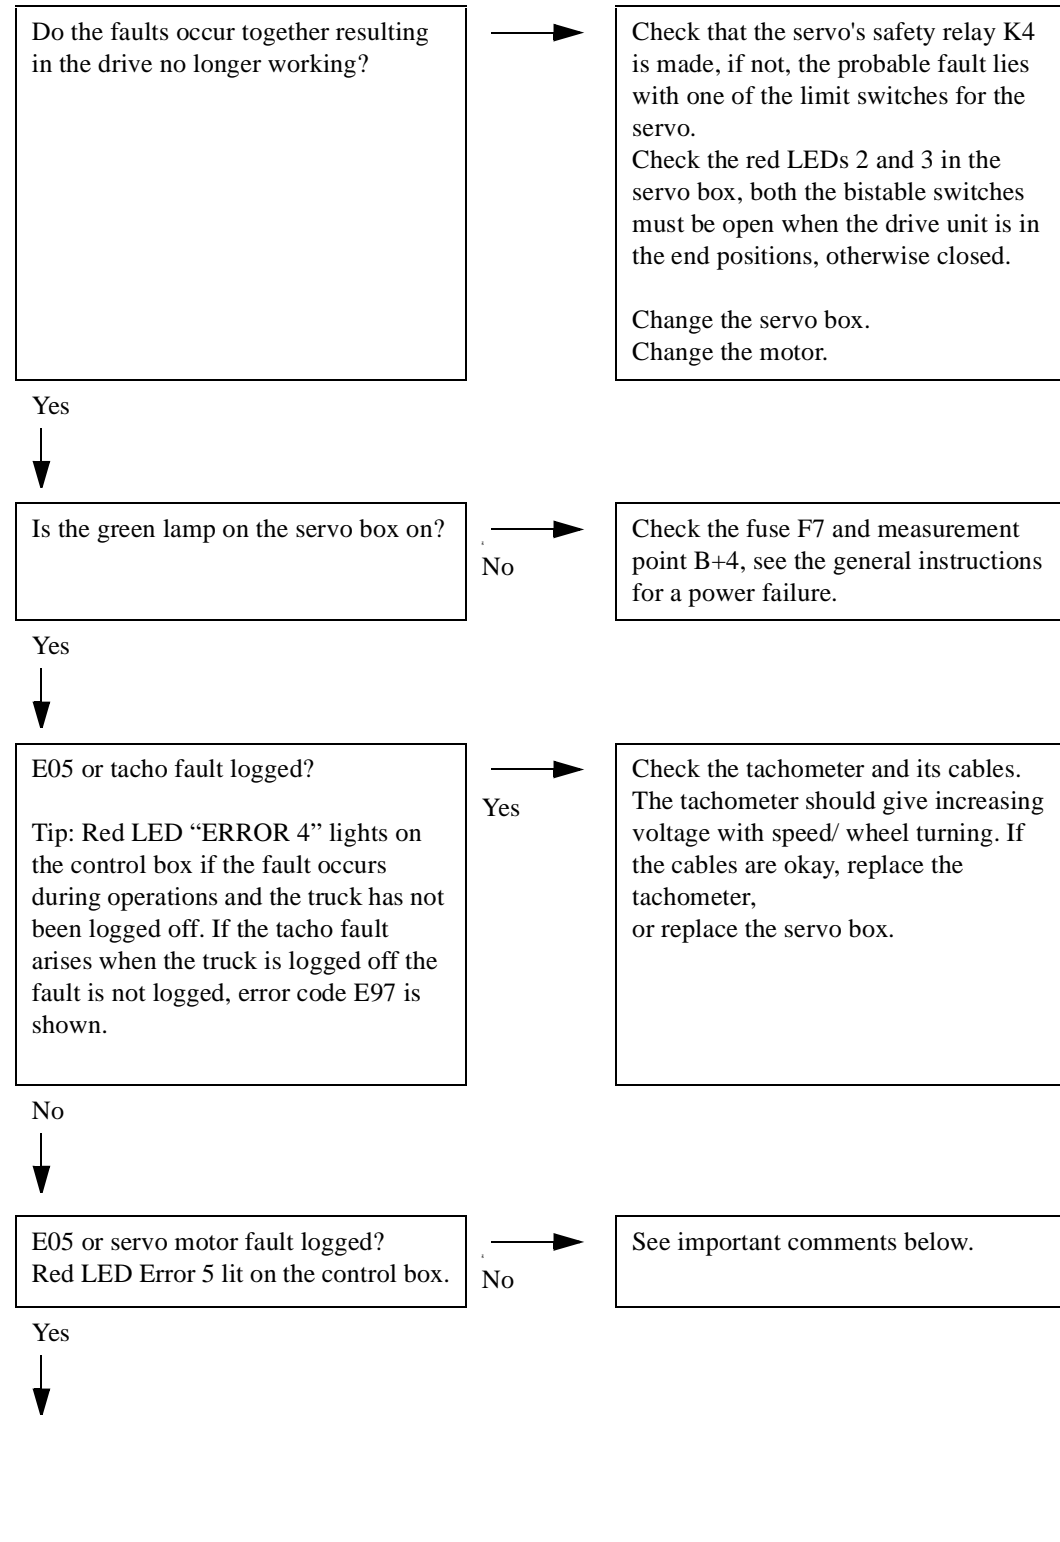 Do the faults occur together resulting
in the drive no longer working?
Check that the servo's safety relay K4
is made, if not, the probable fault lies
with one of the limit switches for the
servo.
Check the red LEDs 2 and 3 in the
servo box, both the bistable switches
must be open when the drive unit is in
the end positions, otherwise closed.
Change the servo box.
Change the motor.
Yes
Is the green lamp on the servo box on?
No
Check the fuse F7 and measurement
point B+4, see the general instructions
for a power failure.
Yes
E05 or tacho fault logged?
Tip: Red LED “ERROR 4” lights on
the control box if the fault occurs
during operations and the truck has not
been logged off. If the tacho fault
arises when the truck is logged off the
fault is not logged, error code E97 is
shown.
Yes
Check the tachometer and its cables.
The tachometer should give increasing
voltage with speed/ wheel turning. If
the cables are okay, replace the
tachometer,
or replace the servo box.
No
E05 or servo motor fault logged?
Red LED Error 5 lit on the control box.
No
See important comments below.
Yes